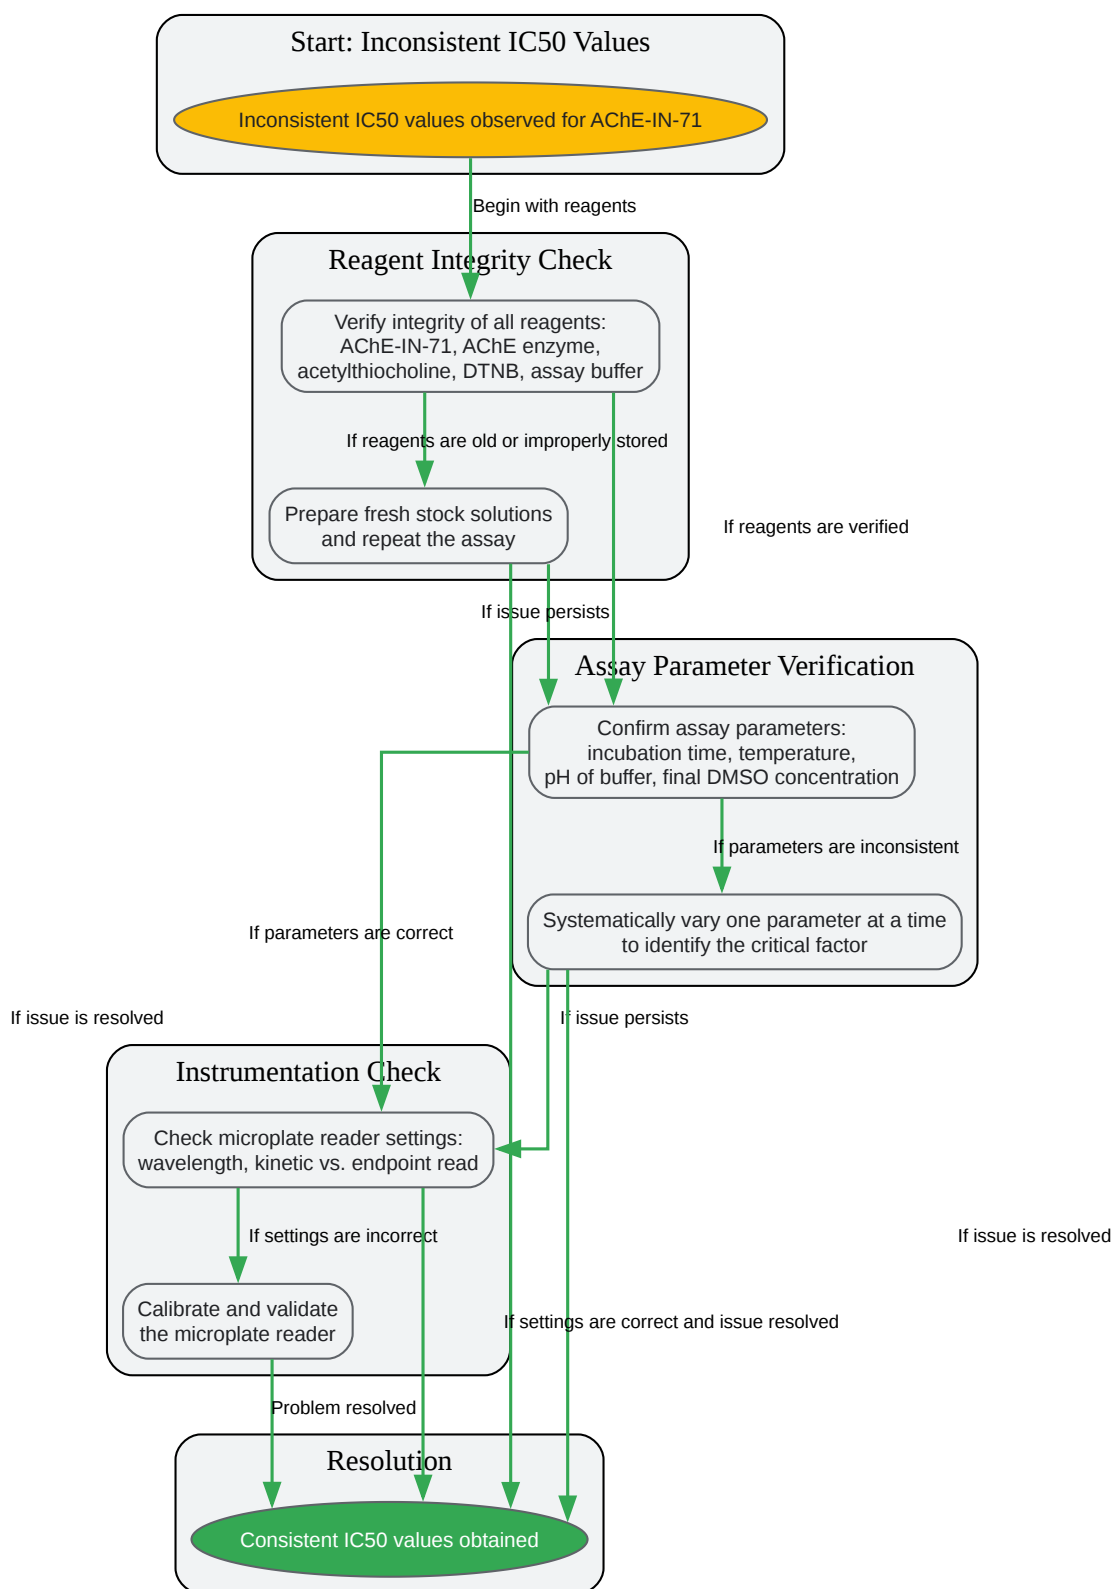 Start: Inconsistent IC50 Values
Inconsistent IC50 values observed for AChE-IN-71
Begin with reagents
Reagent Integrity Check
Verify integrity of all reagents:
AChE-IN-71, AChE enzyme,
acetylthiocholine, DTNB, assay buffer
If reagents are old or improperly stored
Prepare fresh stock solutions
and repeat the assay
If reagents are verified
If issue persists
Assay Parameter Verification
Confirm assay parameters:
incubation time, temperature,
pH of buffer, final DMSO concentration
If parameters are inconsistent
Systematically vary one parameter at a time
to identify the critical factor
If parameters are correct
If issue is resolved
If issue persists
Instrumentation Check
Check microplate reader settings:
wavelength, kinetic vs. endpoint read
If settings are incorrect
If issue is resolved
Calibrate and validate
the microplate reader
If settings are correct and issue resolved
Problem resolved
Resolution
Consistent IC50 values obtained